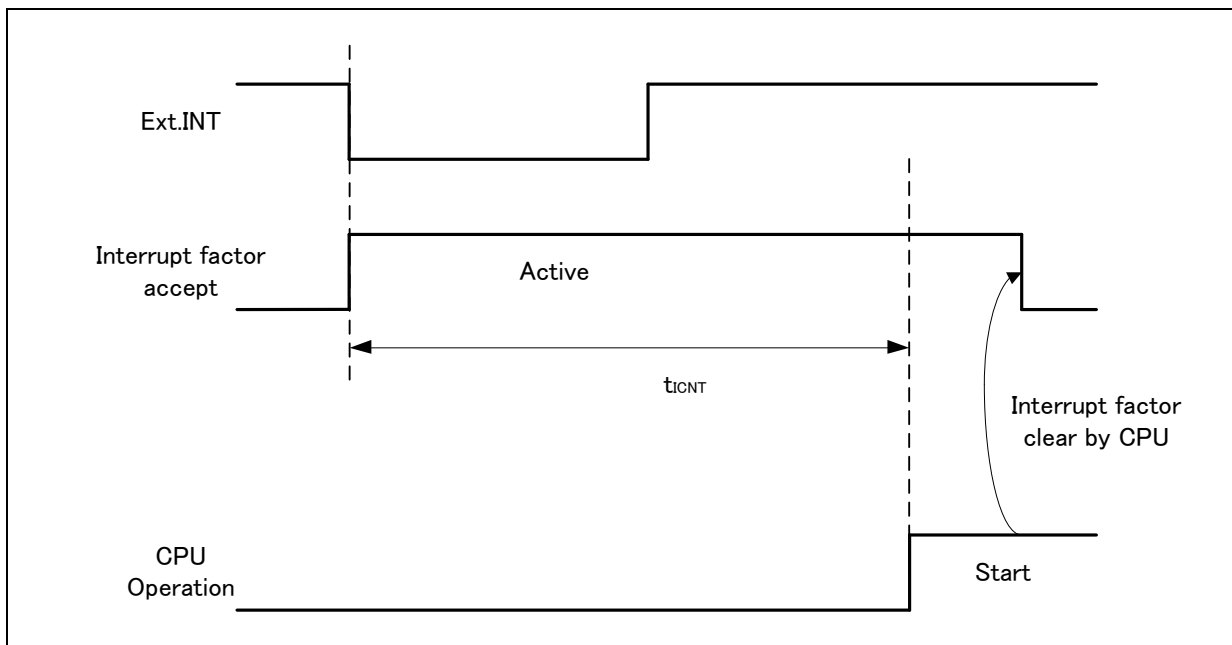 Ext.INT
Interrupt factor
accept
Active
tICNT
Interrupt factor
clear by CPU
CPU
Operation
Start